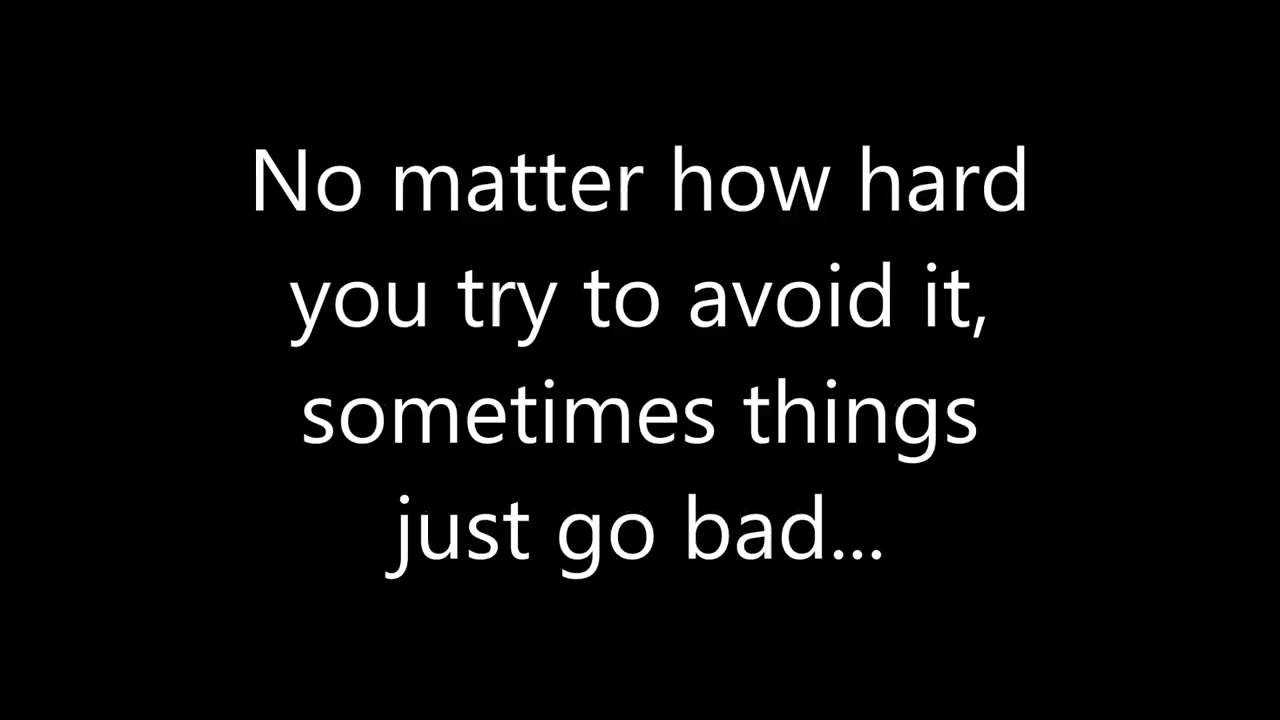 No matter how hard
you try to avoid it,
sometimes things
just go bad...